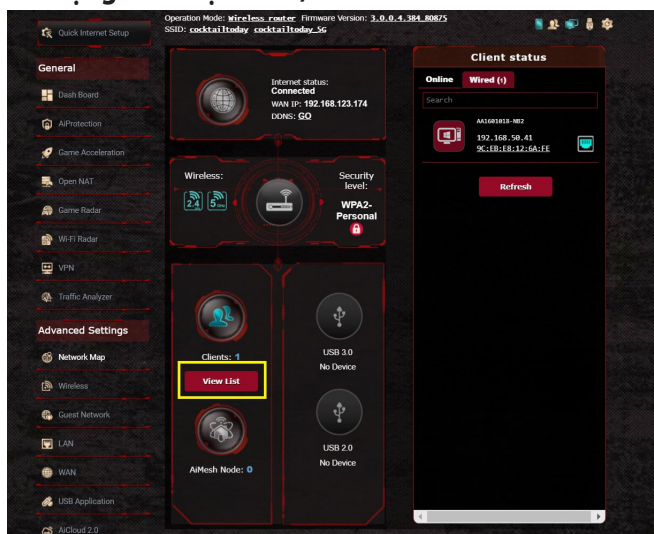 Operation Mode: Wireless router Firmware Version: 3.0.0.4.384_80875
SSID: cocktailtoday cocktailtoday_5G
Quick Internet Setup
General
Dash Board
AiProtection
Game Acceleration
Open NAT
Game Radar
Wi-Fi Radar
VPN
Traffic Analyzer
Advanced Settings
Network Map
Wireless
Guest Network
LAN
WAN
USB Application
AiCloud 2.0
Internet status:
Connected
WAN IP: 192.168.123.174
DDNS: GO
Wireless:
2.4
5
Security
level:
WPA2-
Personal
Clients: 1
View List
AiMesh Node: 0
USB 3.0
No Device
USB 2.0
No Device
Client status
Online
Wired (1)
Search
AA1601018-NB2
192.168.50.41
9C:EB:E8:12:6A:FE
Refresh